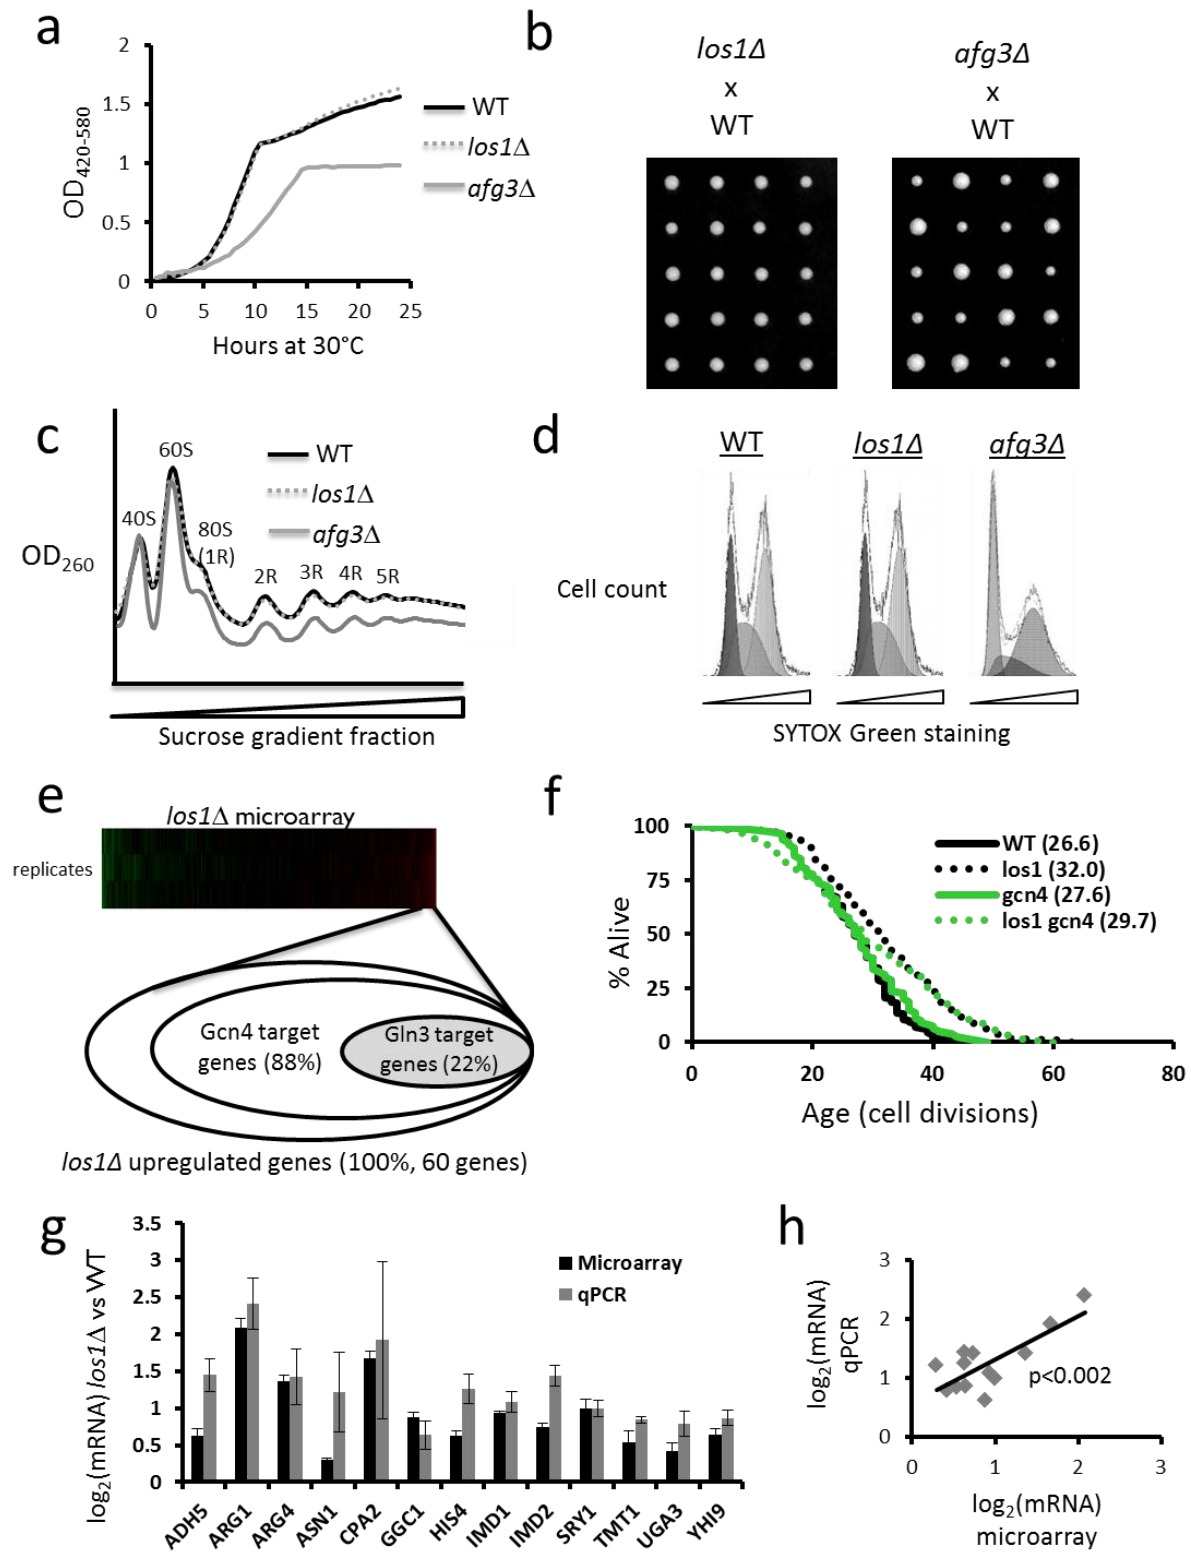 a
2
1.5
1
0.5
0
OD420-580
0 5 10 15 20 25
Hours at 30°C
WT
los1Δ
afg3Δ
b
los1Δ
x
WT
afg3Δ
x
WT
c
OD260
40S
60S
80S
(1R)
2R
3R
4R
5R
WT
los1Δ
afg3Δ
Sucrose gradient fraction
d
WT los1Δ afg3Δ
Cell count
SYTOX Green staining
e
los1Δ microarray
replicates
Gcn4 target
genes (88%)
Gln3 target
genes (22%)
los1Δ upregulated genes (100%, 60 genes)
f
100
75
50
25
0
% Alive
0 20 40 60 80
Age (cell divisions)
WT (26.6)
los1 (32.0)
gcn4 (27.6)
los1 gcn4 (29.7)
g
log2(mRNA) los1Δ vs WT
3.5
3
2.5
2
1.5
1
0.5
0
Microarray
qPCR
ADH5 ARG1 ARG4 ASN1 CPA2 GGC1 HIS4 IMD1 IMD2 SRY1 TMT1 UGA3 YHI9
h
log2(mRNA)
qPCR
3
2
1
0
p<0.002
0 1 2 3
log2(mRNA)
microarray